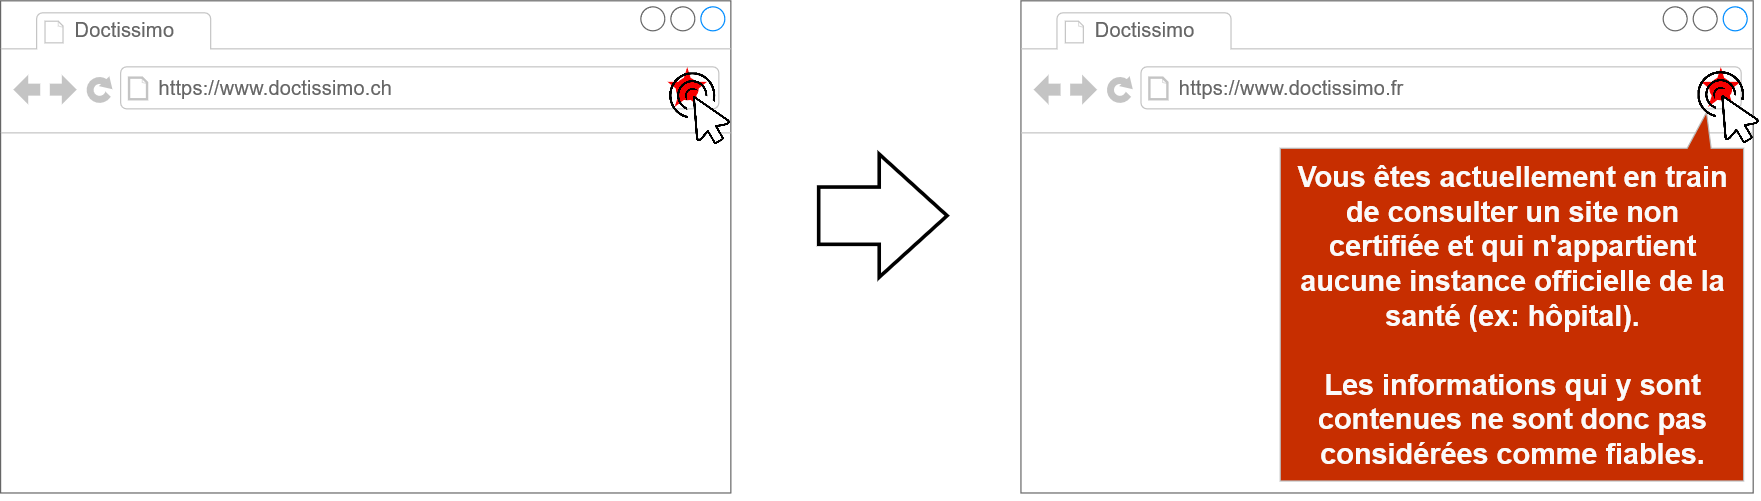 Doctissimo
https://www.doctissimo.ch
Doctissimo
https://www.doctissimo.fr
Vous êtes actuellement en train
de consulter un site non
certifiée et qui n'appartient
aucune instance officielle de la
santé (ex: hôpital).
Les informations qui y sont
contenues ne sont donc pas
considérées comme fiables.